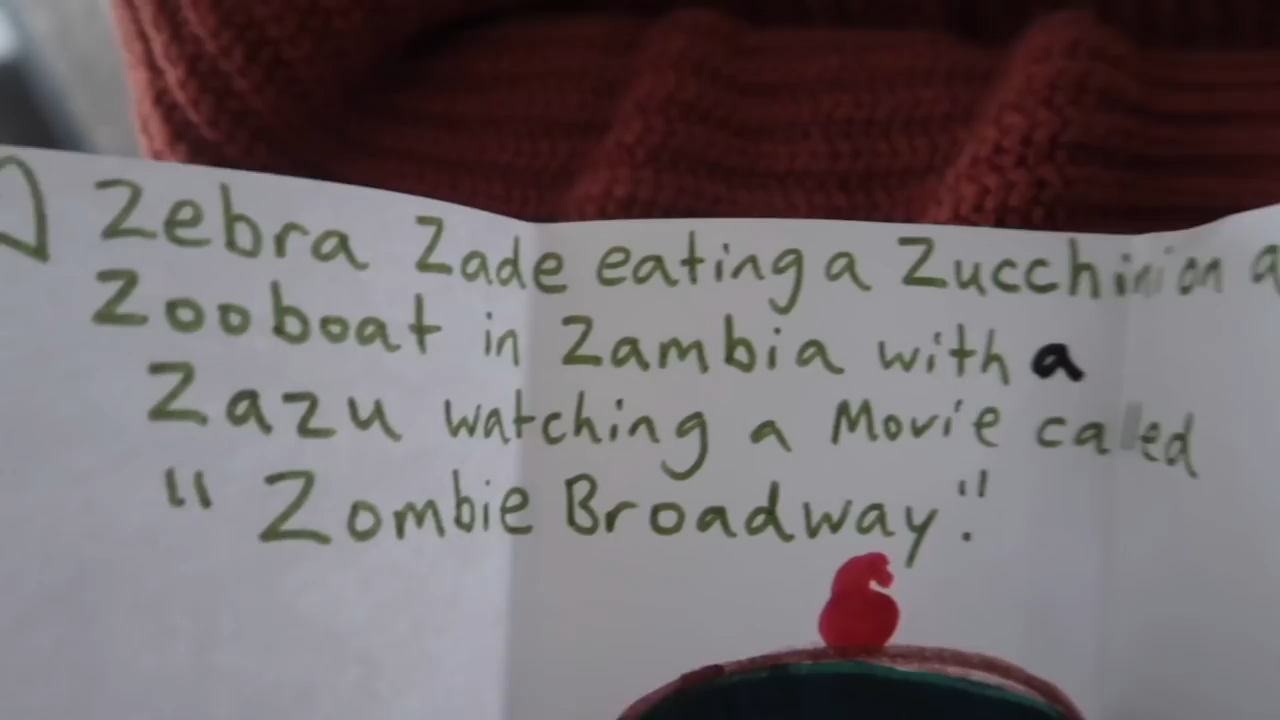 Zebra Zade eating a Zucchini on a
Zooboat in Zambia with a
Zazu watching a Movie called
"Zombie Broadway".